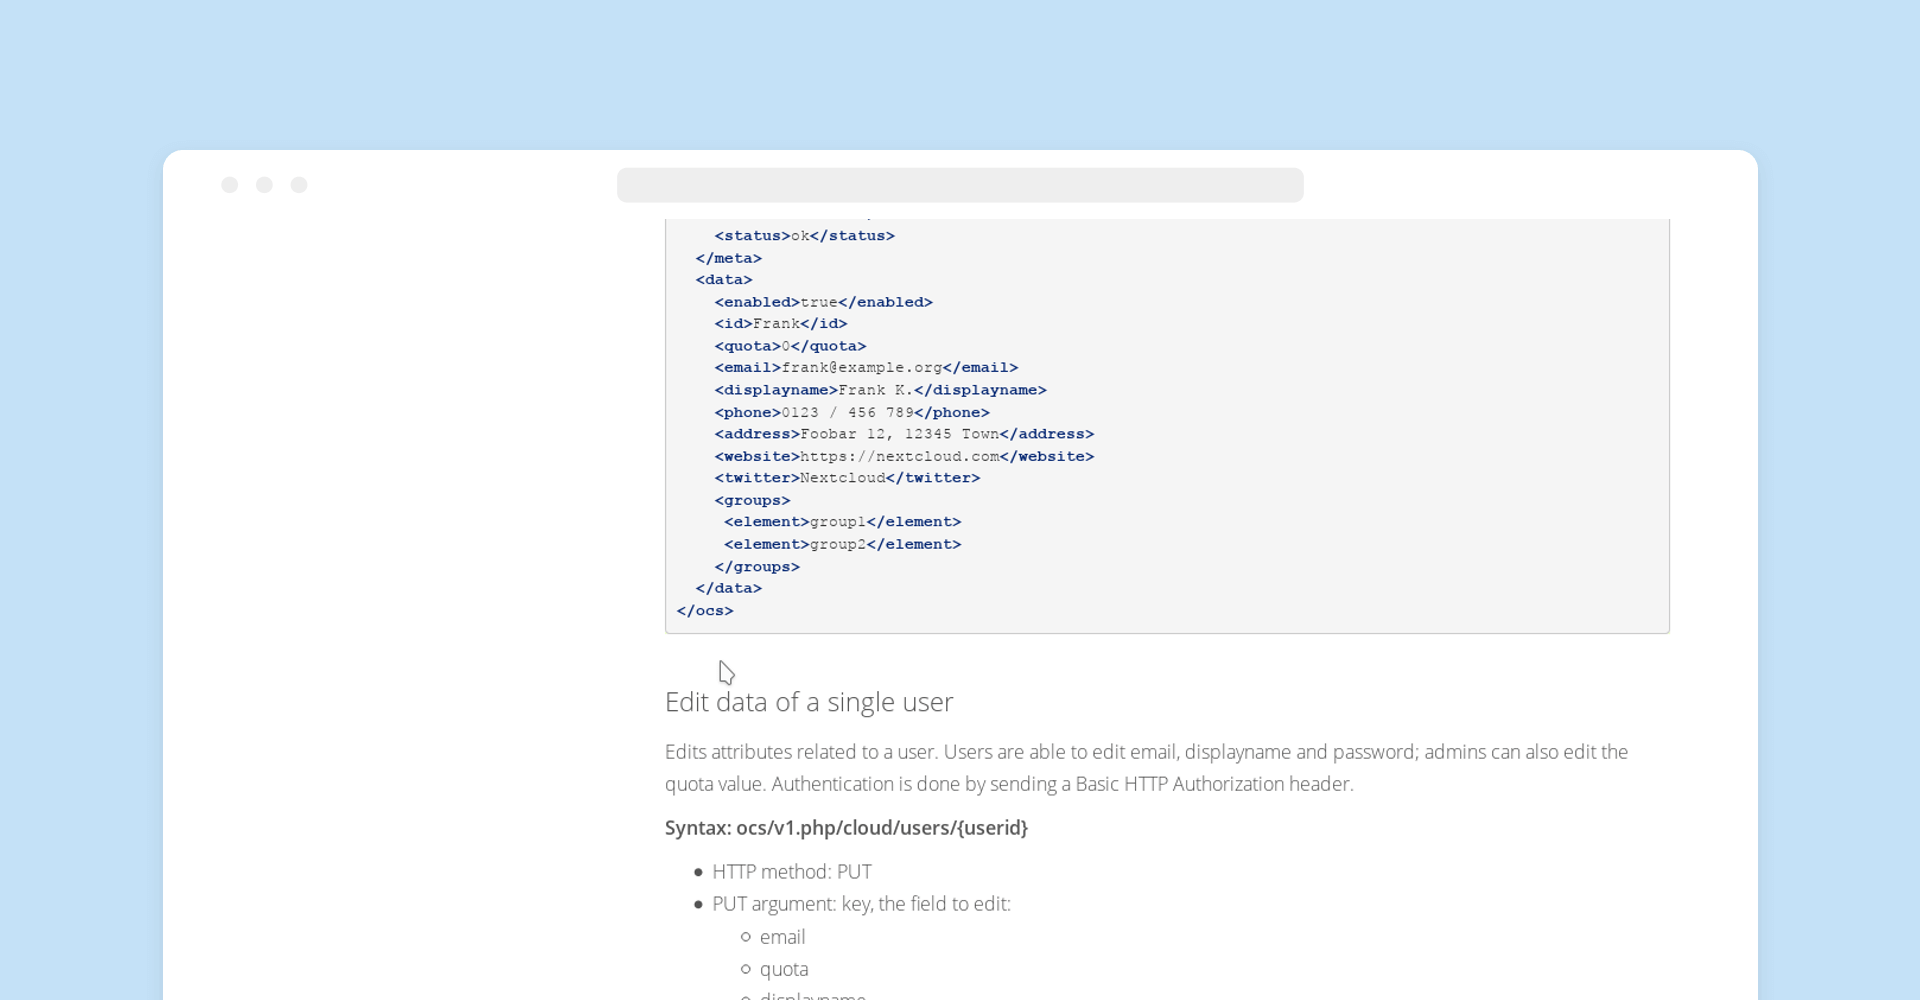 <status>ok</status>
</meta>
<data>
<enabled>true</enabled>
<id>Frank</id>
<quota>0</quota>
<email>frank@example.org</email>
<displayname>Frank K.</displayname>
<phone>0123 / 456 789</phone>
<address>Foobar 12, 12345 Town</address>
<website>https://nextcloud.com</website>
<twitter>Nextcloud</twitter>
<groups>
<element>group1</element>
<element>group2</element>
</groups>
</data>
</ocs>
Edit data of a single user
Edits attributes related to a user. Users are able to edit email, displayname and password; admins can also edit the
quota value. Authentication is done by sending a Basic HTTP Authorization header.
Syntax: ocs/v1.php/cloud/users/{userid}
HTTP method: PUT
PUT argument: key, the field to edit:
email
quota
displayname